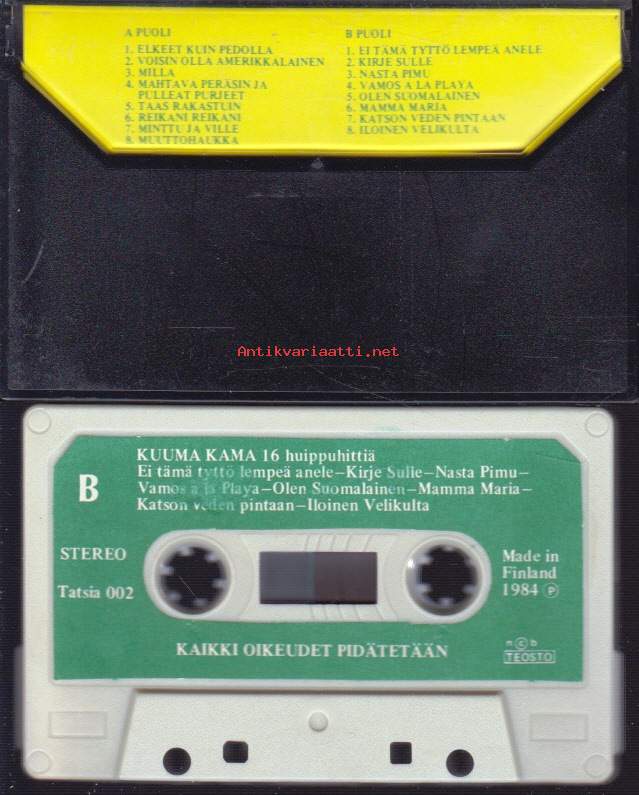 A PUOLI
1. ELKEET KUIN PEDOLLA
2. VOISIN OLLA AMERIKKALAINEN
3. MILLA
4. MAHTAVA PERÄSIN JA
PULLEAT PURJEET
5. TAAS RAKASTUIN
6. REIKANI REIKANI
7. MINTTU JA VILLE
8. MUUTTOHAUKKA
B PUOLI
1. EI TÄMÄ TYTTÖ LEMPEÄ ANELE
2. KIRJE SULLE
3. NASTA PIMU
4. VAMOS A LA PLAYA
5. OLEN SUOMALAINEN
6. MAMMA MARIA
7. KATSON VEDEN PINTAAN
8. ILOINEN VELIKULTA
Antikvariaatti.net
KUUMA KAMA 16 huippuhittiä
Ei tämä tyttö lempeä anele—Kirje Sulle—Nasta Pimu—
Vamos a la Playa—Olen Suomalainen—Mamma Maria—
Katson veden pintaan—Iloinen Velikulta
B
STEREO
Tatsia 002
Made in
Finland
1984 Ⓟ
KAIKKI OIKEUDET PIDÄTETÄÄN
n©b
TEOSTO